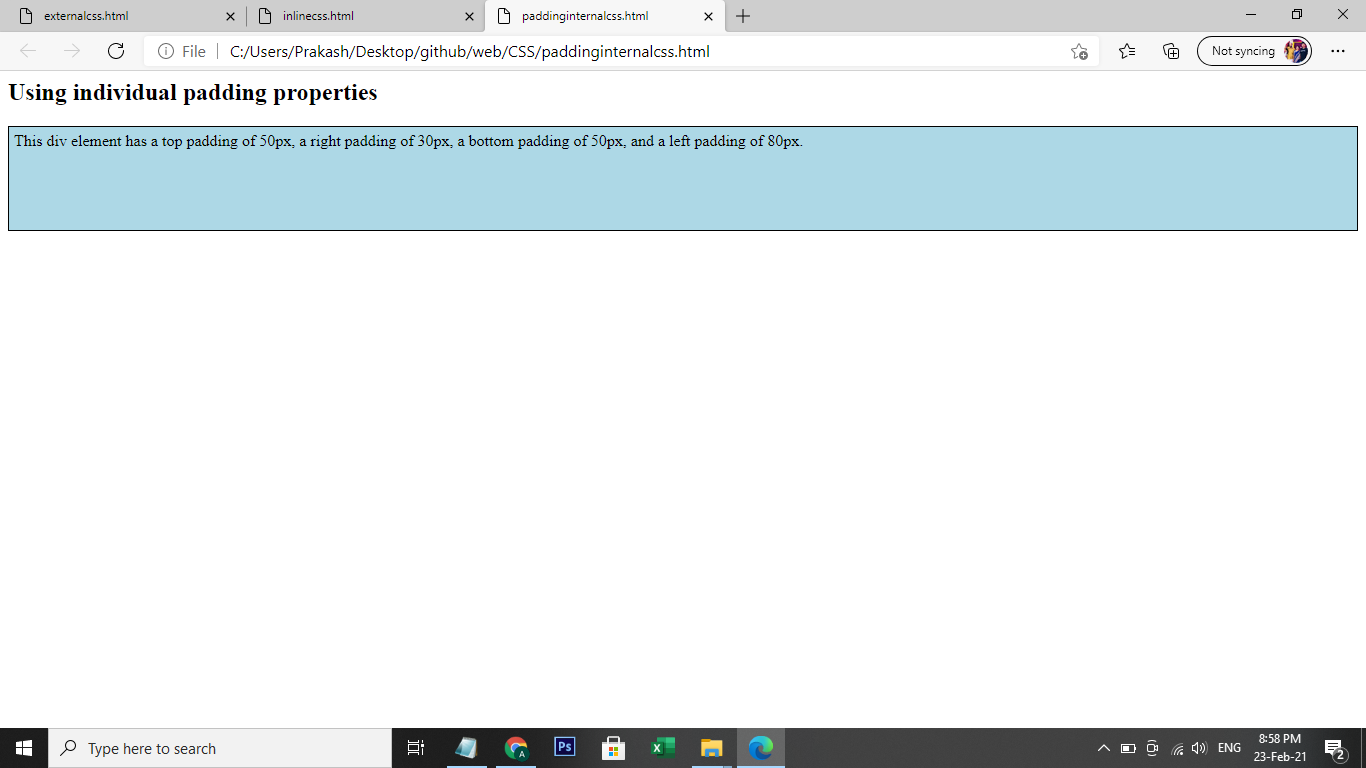 externalcss.html
inlinecss.html
paddinginternalcss.html
File
C:/Users/Prakash/Desktop/github/web/CSS/paddinginternalcss.html
Not syncing
Using individual padding properties
This div element has a top padding of 50px, a right padding of 30px, a bottom padding of 50px, and a left padding of 80px.
Type here to search
A
Ps
X
ENG
8:58 PM
23-Feb-21
2